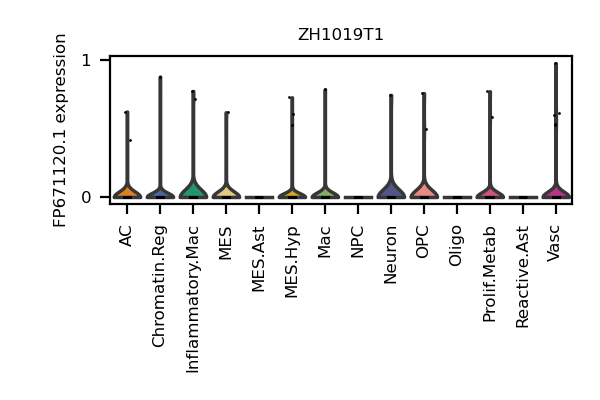 ZH1019T1
FP671120.1 expression
1
0
AC
Chromatin.Reg
Inflammatory.Mac
MES
MES.Ast
MES.Hyp
Mac
NPC
Neuron
OPC
Oligo
Prolif.Metab
Reactive.Ast
Vasc